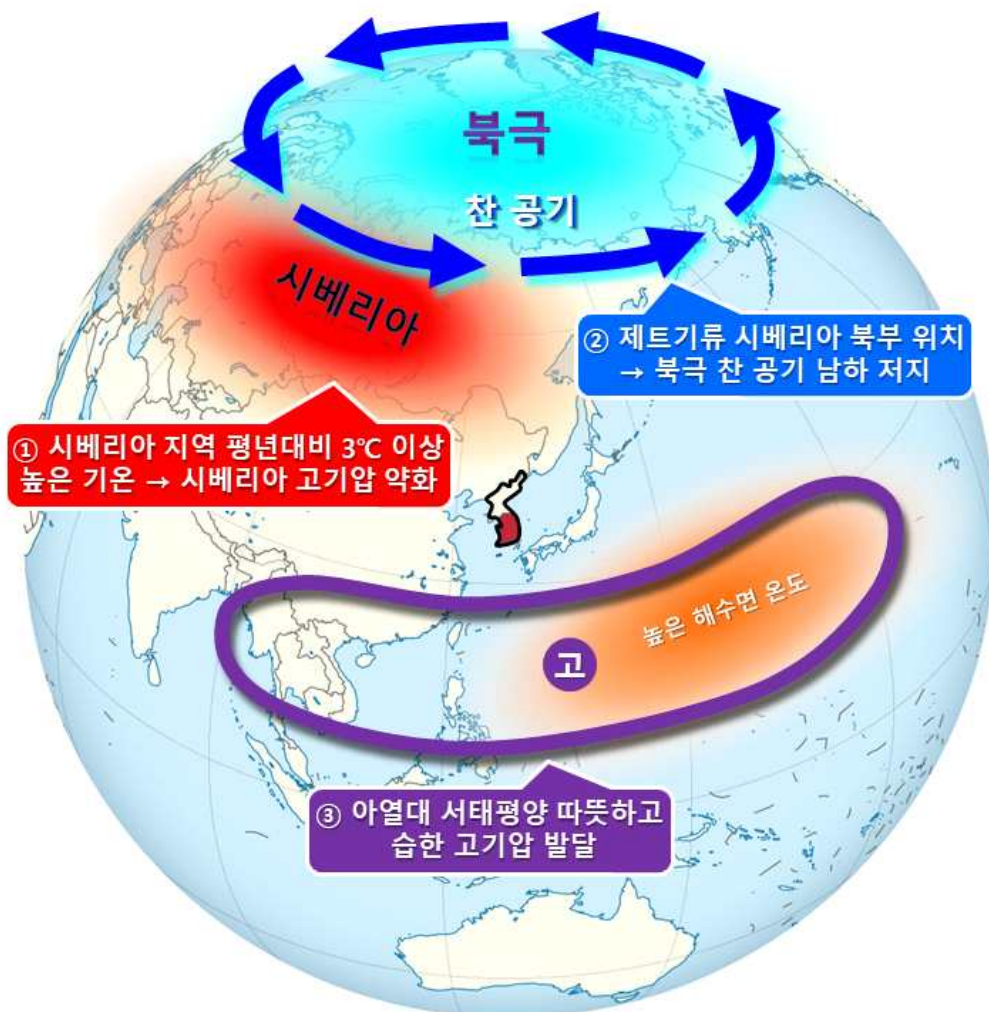 북극
찬 공기
시베리아
② 제트기류 시베리아 북부 위치
→ 북극 찬 공기 남하 저지
① 시베리아 지역 평년대비 3℃ 이상
높은 기온 → 시베리아 고기압 약화
높은 해수면 온도
고
③ 아열대 서태평양 따뜻하고
습한 고기압 발달